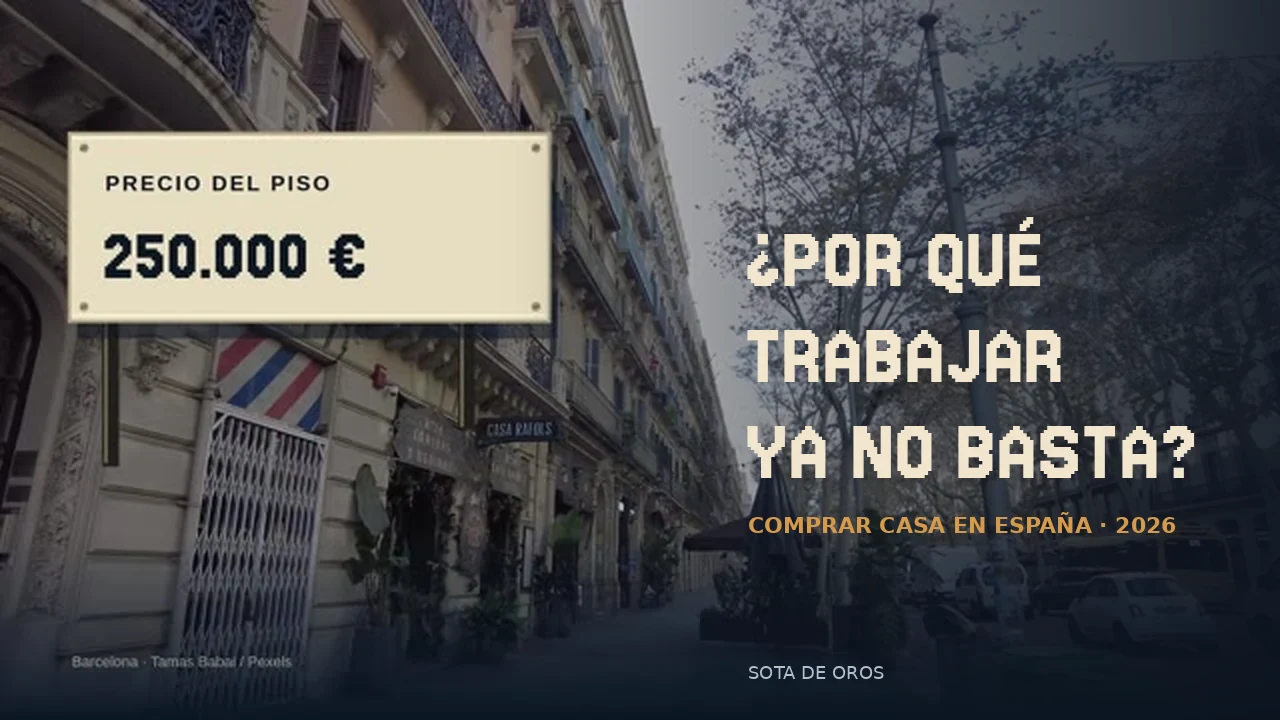 PRECIO DEL PISO
250.000 €
CASA RAFOLS
¿POR QUÉ
TRABAJAR
YA NO BASTA?
COMPRAR CASA EN ESPAÑA · 2026
Barcelona · Tamas Babai / Pexels
SOTA DE OROS